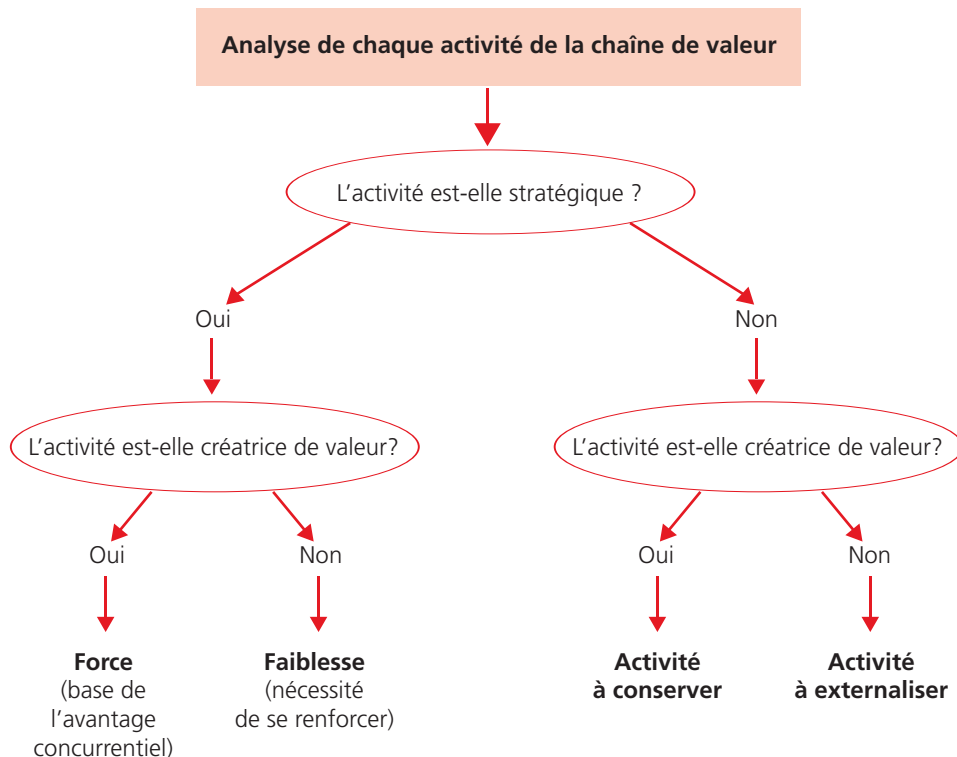 Analyse de chaque activité de la chaîne de valeur
L'activité est-elle stratégique ?
Oui
Non
L'activité est-elle créatrice de valeur?
L'activité est-elle créatrice de valeur?
Oui
Non
Oui
Non
Force
(base de
l'avantage
concurrentiel)
Faiblesse
(nécessité
de se renforcer)
Activité
à conserver
Activité
à externaliser